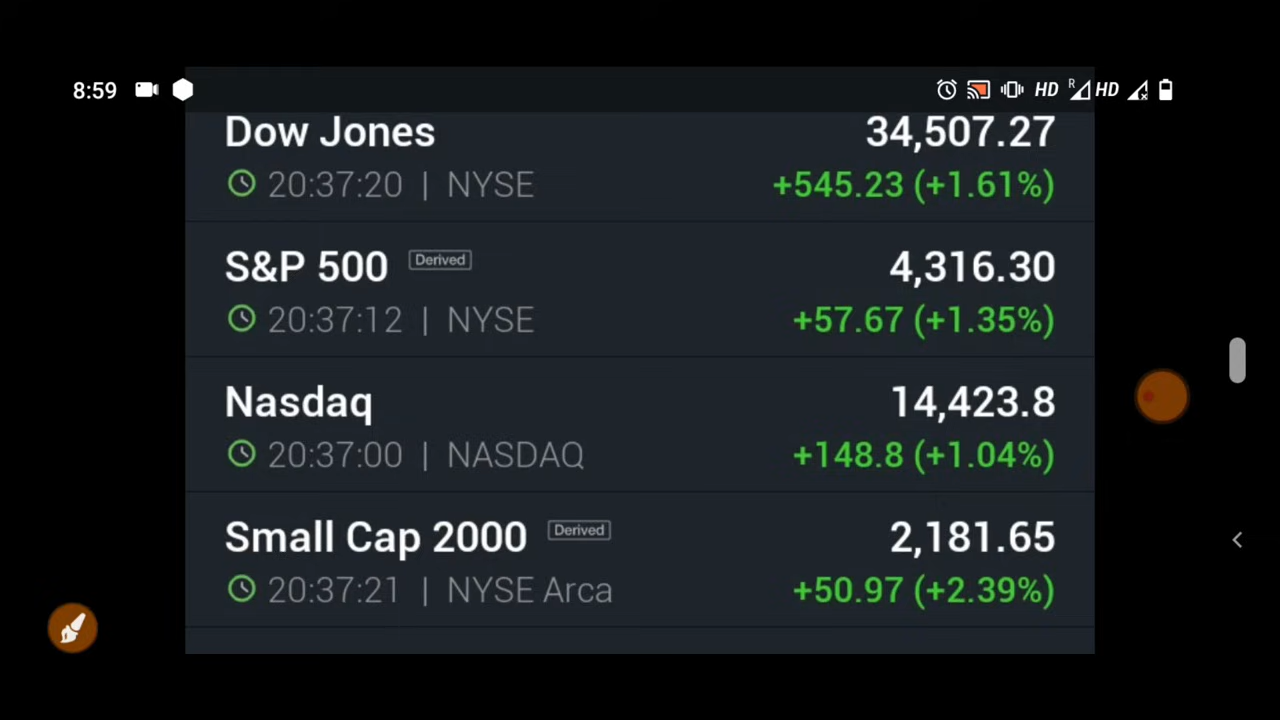 8:59 HD R HD
Dow Jones 34,507.27
20:37:20 | NYSE +545.23 (+1.61%)
S&P 500 Derived 4,316.30
20:37:12 | NYSE +57.67 (+1.35%)
Nasdaq 14,423.8
20:37:00 | NASDAQ +148.8 (+1.04%)
Small Cap 2000 Derived 2,181.65
20:37:21 | NYSE Arca +50.97 (+2.39%)